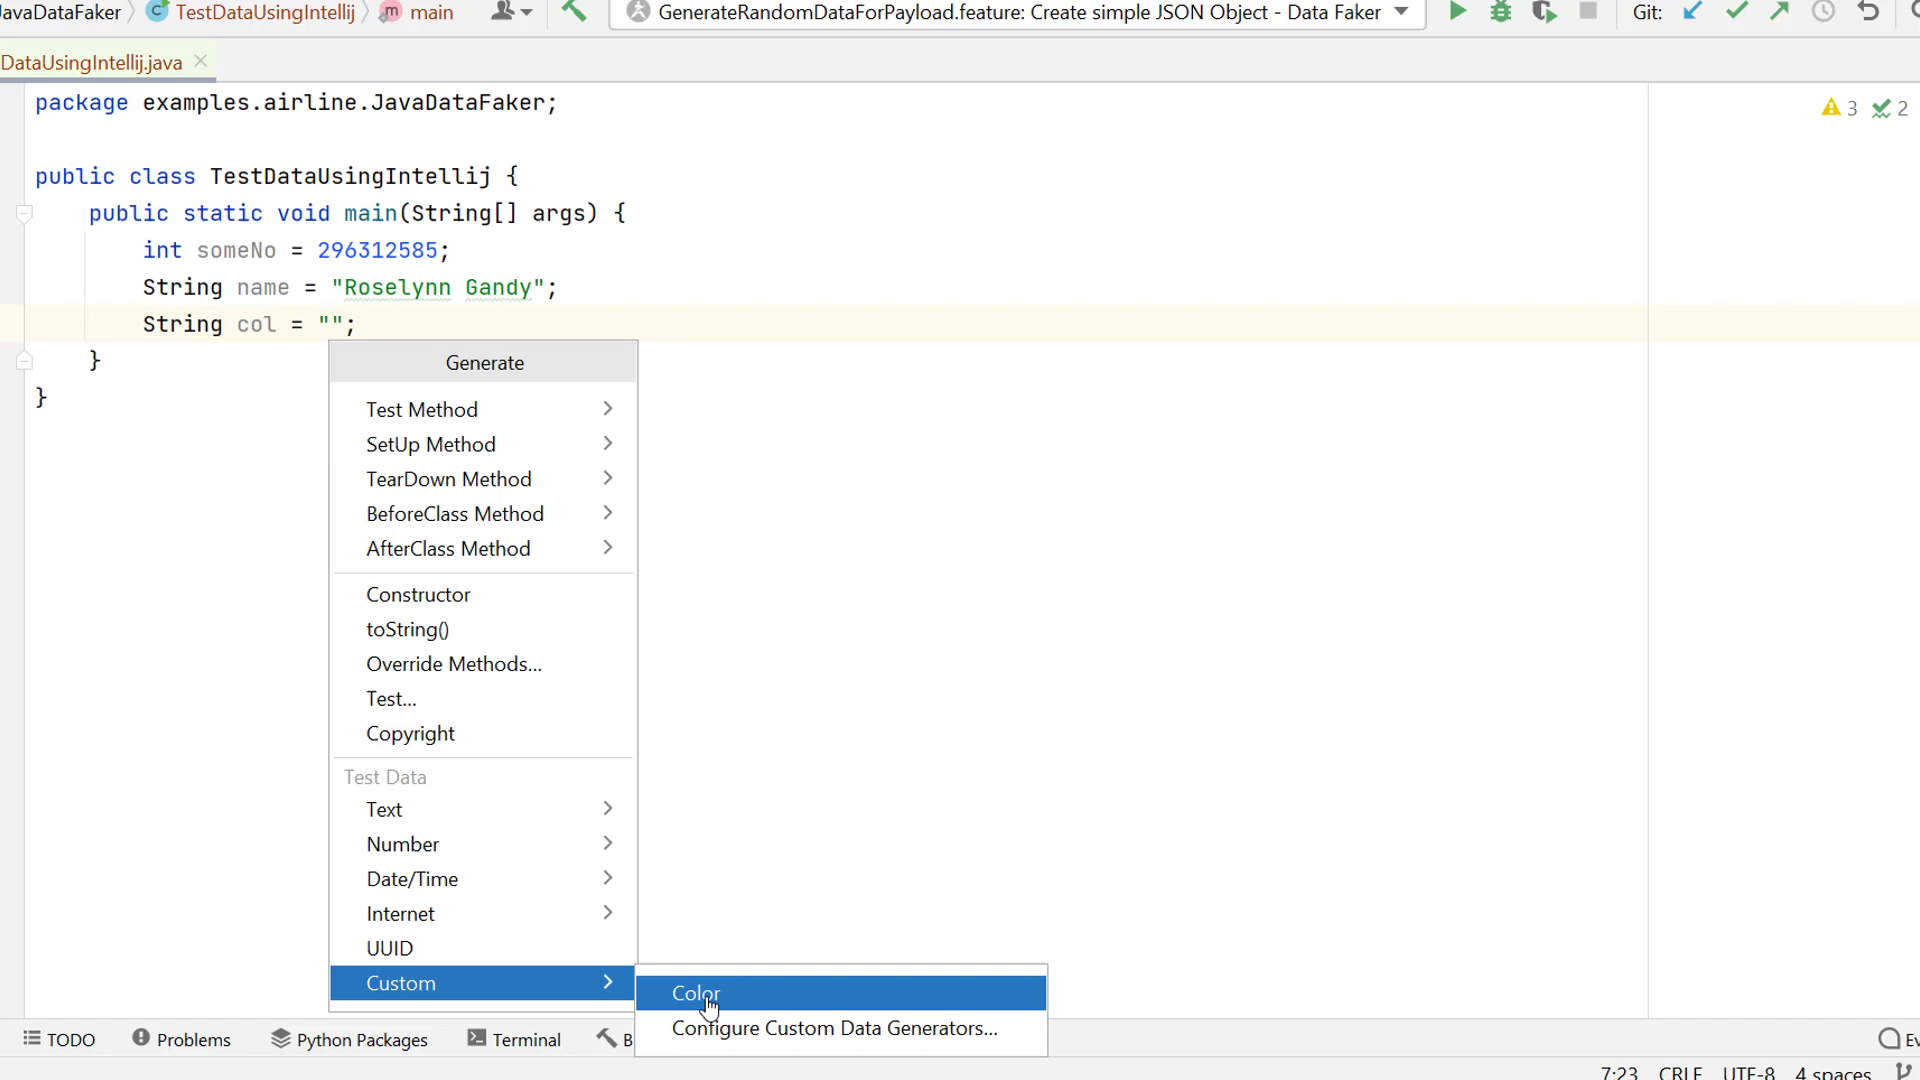 JavaDataFaker TestDataUsingIntellij main GenerateRandomDataForPayload.feature: Create simple JSON Object - Data Faker Git:
DataUsingIntellij.java
package examples.airline.JavaDataFaker;
3 2
public class TestDataUsingIntellij {
public static void main(String[] args) {
int someNo = 296312585;
String name = "Roselynn Gandy";
String col = "";
}
}
Generate
Test Method
SetUp Method
TearDown Method
BeforeClass Method
AfterClass Method
Constructor
toString()
Override Methods...
Test...
Copyright
Test Data
Text
Number
Date/Time
Internet
UUID
Custom
Color
Configure Custom Data Generators...
TODO Problems Python Packages Terminal B Ev
7:23 CRLF UTF-8 4 spaces